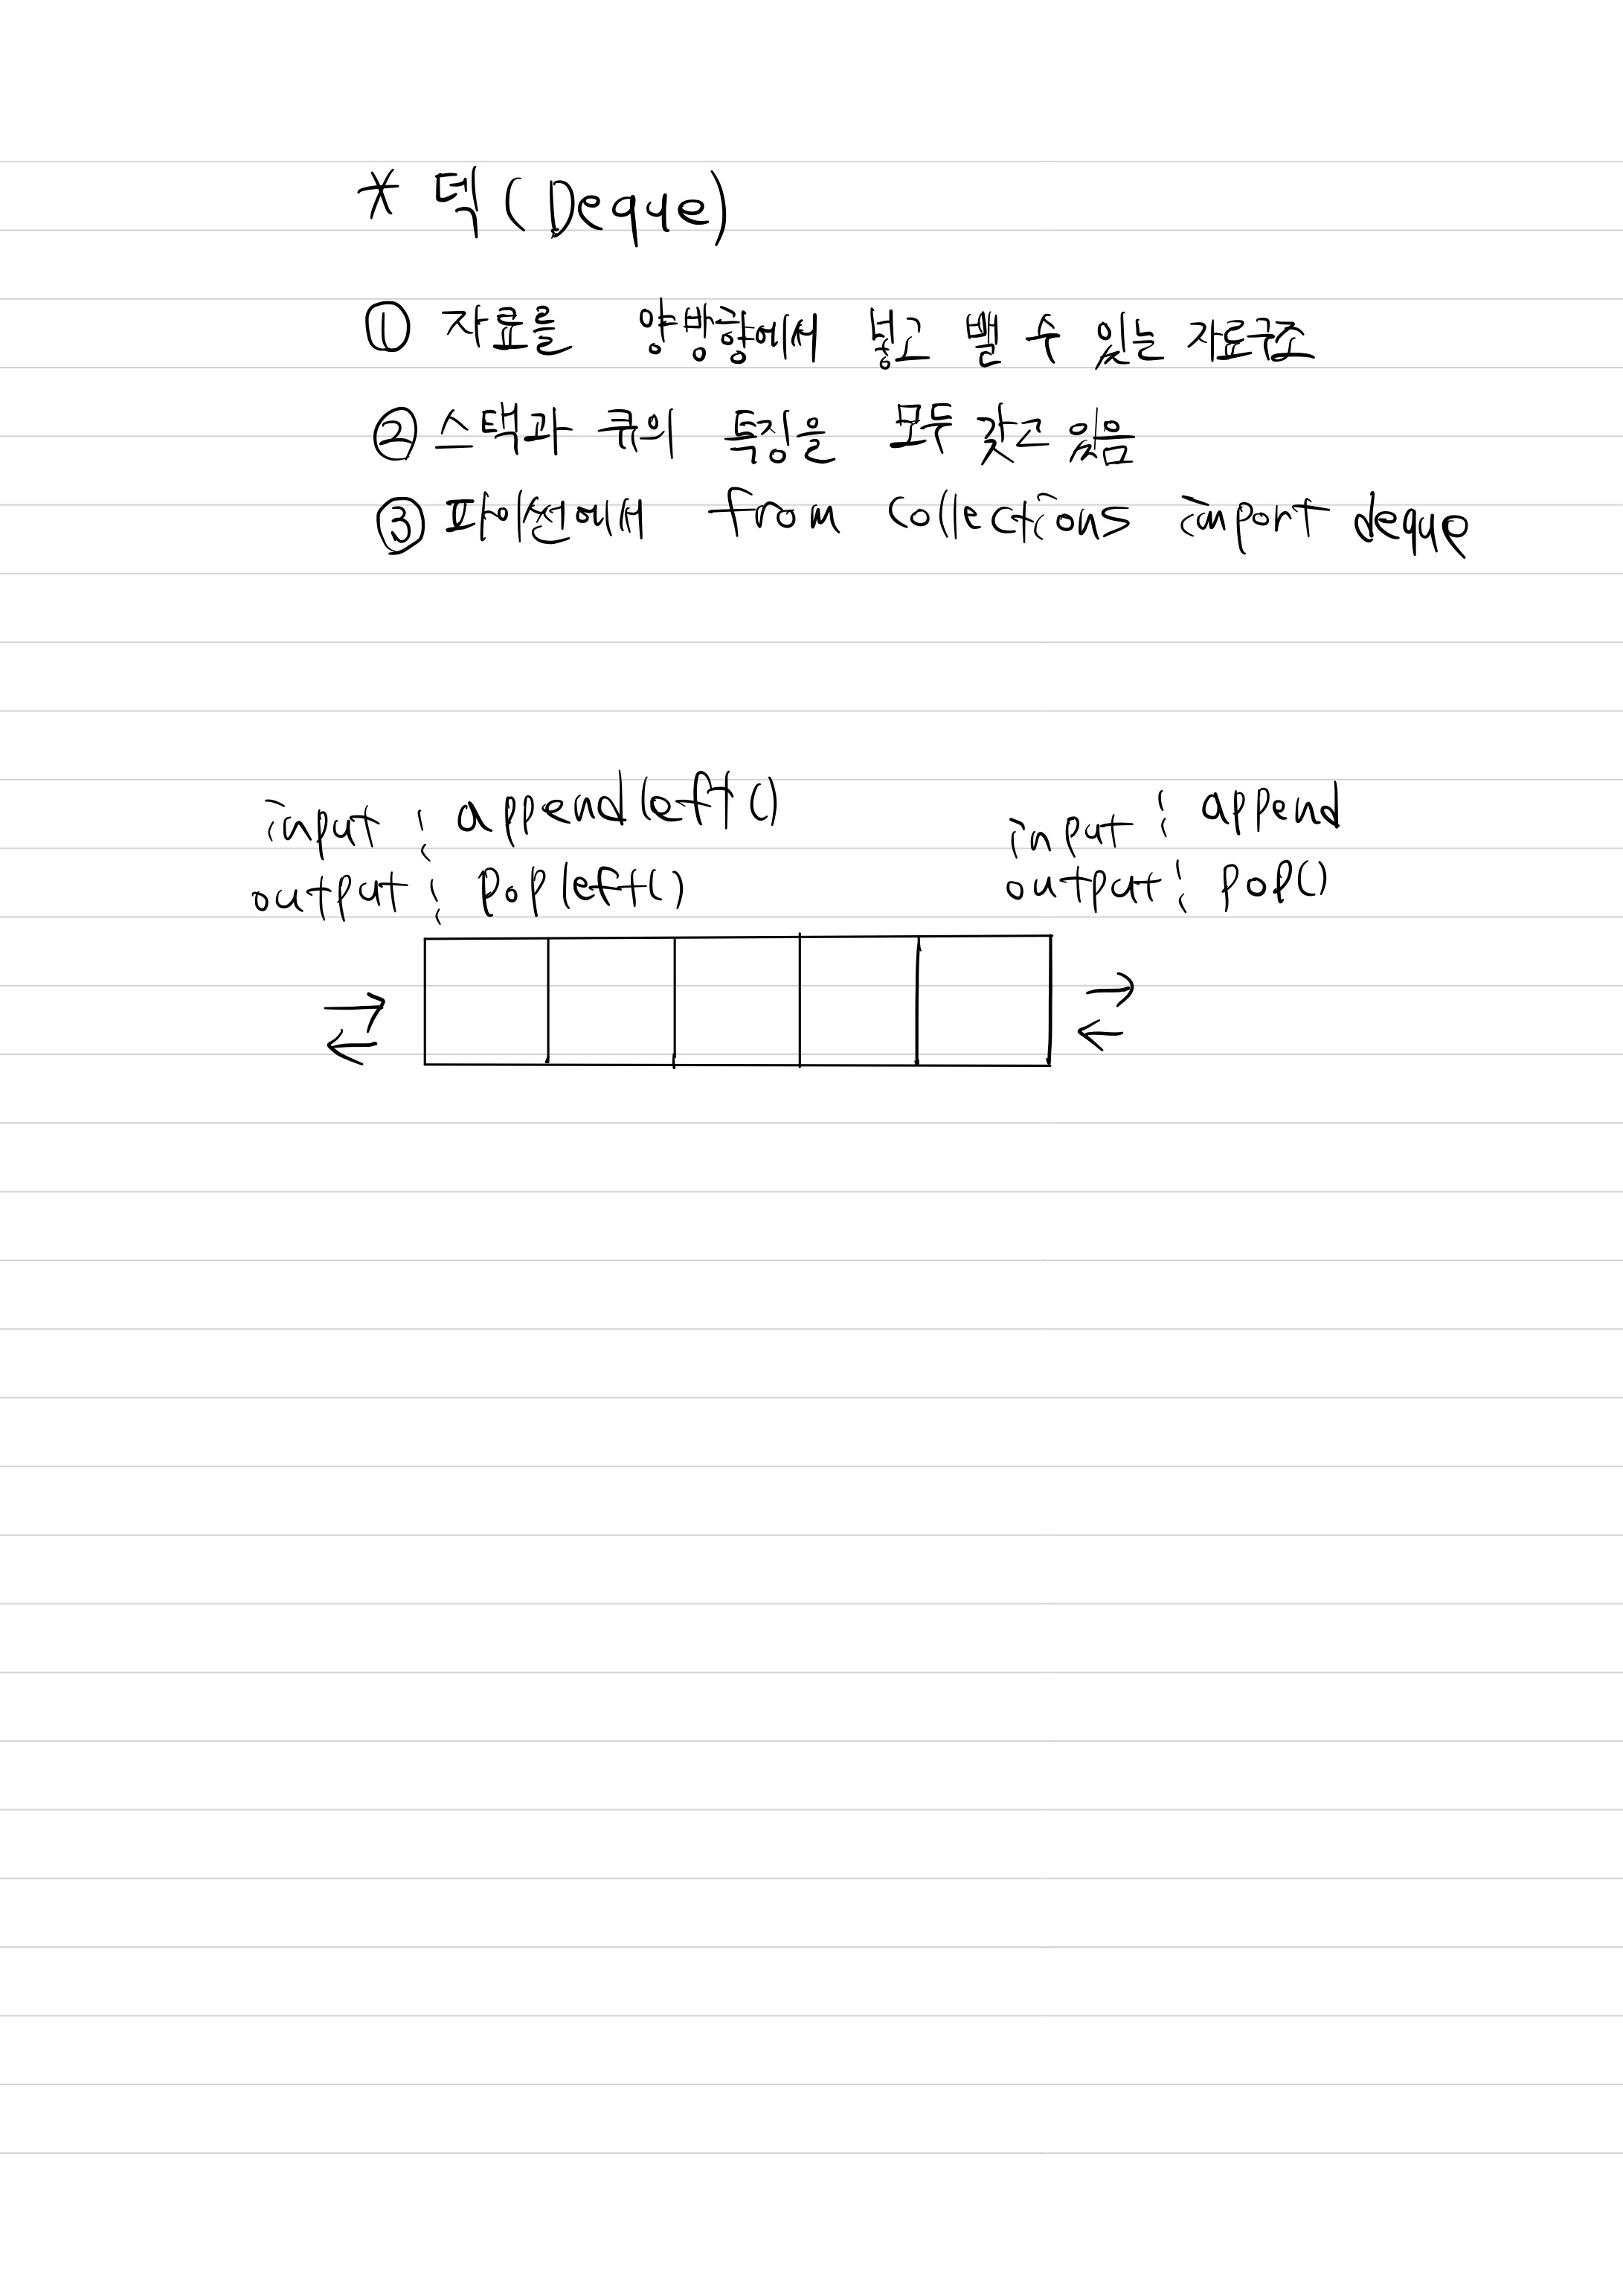 * 덱 (Deque)
① 자료를 양방향에서 넣고 뺄 수 있는 자료구조
② 스택과 큐의 특징을 모두 갖고 있음
③ 파이썬에서 from collections import deque
input : appendleft()
output : popleft()
input : append
output : pop()